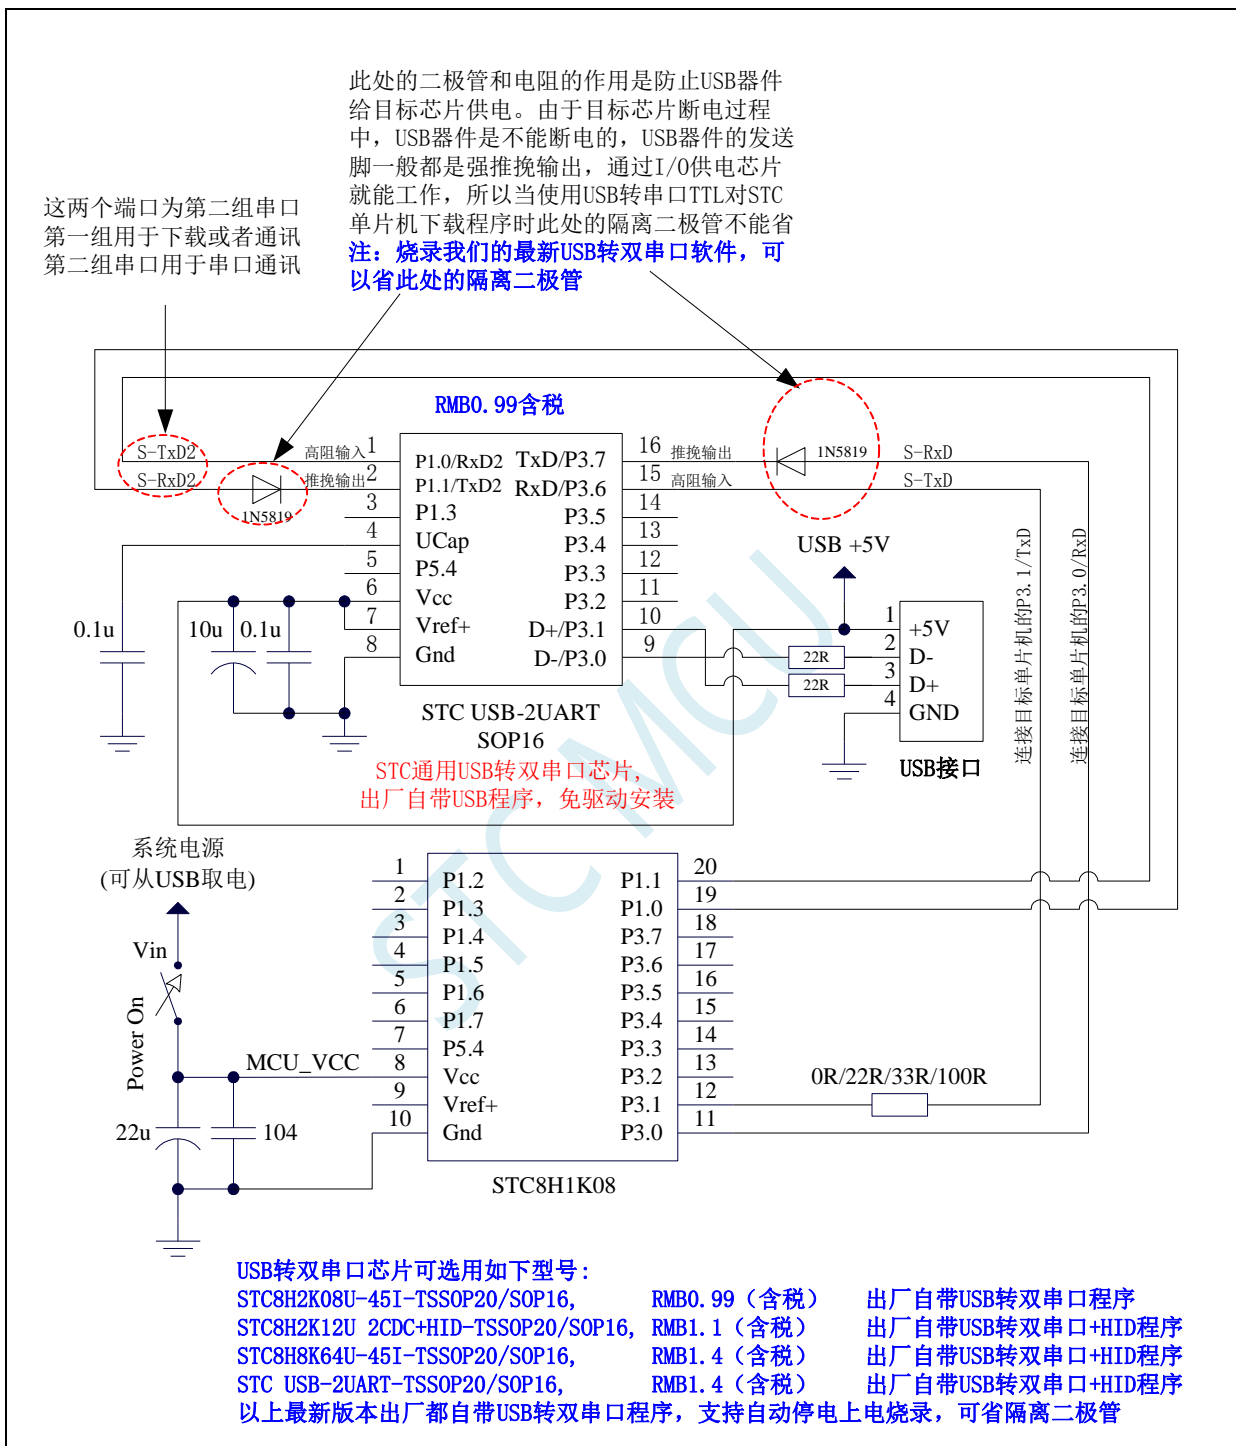 此处的二极管和电阻的作用是防止USB器件
给目标芯片供电。由于目标芯片断电过程
中，USB器件是不能断电的，USB器件的发送
脚一般都是强推挽输出，通过I/O供电芯片
就能工作，所以当使用USB转串口TTL对STC
单片机下载程序时此处的隔离二极管不能省
注：烧录我们的最新USB转双串口软件，可
以省此处的隔离二极管
这两个端口为第二组串口
第一组用于下载或者通讯
第二组串口用于串口通讯
RMB0.99含税
S-TxD2
高阻输入
1
P1.0/RxD2
TxD/P3.7
16
推挽输出
1N5819
S-RxD
S-RxD2
1N5819
推挽输出
2
P1.1/TxD2
RxD/P3.6
15
高阻输入
S-TxD
3
P1.3
P3.5
14
4
UCap
P3.4
13
5
P5.4
P3.3
12
6
Vcc
P3.2
11
7
Vref+
D+/P3.1
10
8
Gnd
D-/P3.0
9
0.1u
10u
0.1u
STC USB-2UART
SOP16
STC通用USB转双串口芯片，
出厂自带USB程序，免驱动安装
USB +5V
1
+5V
2
D-
3
D+
4
GND
22R
22R
USB接口
连接目标单片机的P3.1/TxD
连接目标单片机的P3.0/RxD
系统电源
(可从USB取电)
Vin
Power On
MCU_VCC
22u
104
1
P1.2
P1.1
20
2
P1.3
P1.0
19
3
P1.4
P3.7
18
4
P1.5
P3.6
17
5
P1.6
P3.5
16
6
P1.7
P3.4
15
7
P5.4
P3.3
14
8
Vcc
P3.2
13
9
Vref+
P3.1
12
10
Gnd
P3.0
11
0R/22R/33R/100R
STC8H1K08
STC MCU
USB转双串口芯片可选用如下型号：
STC8H2K08U-45I-TSSOP20/SOP16, RMB0.99（含税） 出厂自带USB转双串口程序
STC8H2K12U 2CDC+HID-TSSOP20/SOP16, RMB1.1（含税） 出厂自带USB转双串口+HID程序
STC8H8K64U-45I-TSSOP20/SOP16, RMB1.4（含税） 出厂自带USB转双串口+HID程序
STC USB-2UART-TSSOP20/SOP16, RMB1.4（含税） 出厂自带USB转双串口+HID程序
以上最新版本出厂都自带USB转双串口程序，支持自动停电上电烧录，可省隔离二极管